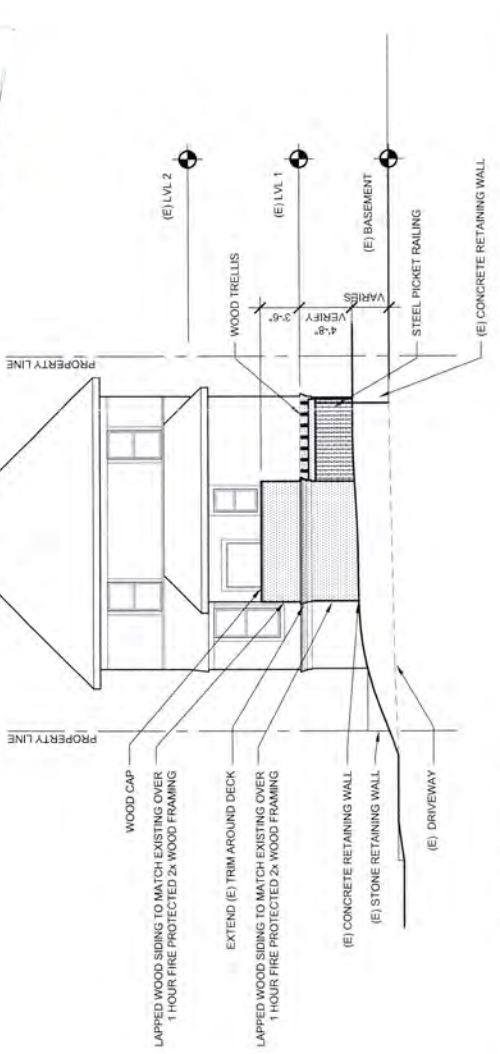 (E) LVL 2
(E) LVL 1
(E) BASEMENT
PROPERTY LINE
PROPERTY LINE
WOOD TRELLIS
3'-6"
4'-8"
VERIFY
VARIES
STEEL PICKET RAILING
(E) CONCRETE RETAINING WALL
WOOD CAP
LAPPED WOOD SIDING TO MATCH EXISTING OVER
1 HOUR FIRE PROTECTED 2x WOOD FRAMING
EXTEND (E) TRIM AROUND DECK
LAPPED WOOD SIDING TO MATCH EXISTING OVER
1 HOUR FIRE PROTECTED 2x WOOD FRAMING
(E) CONCRETE RETAINING WALL
(E) STONE RETAINING WALL
(E) DRIVEWAY